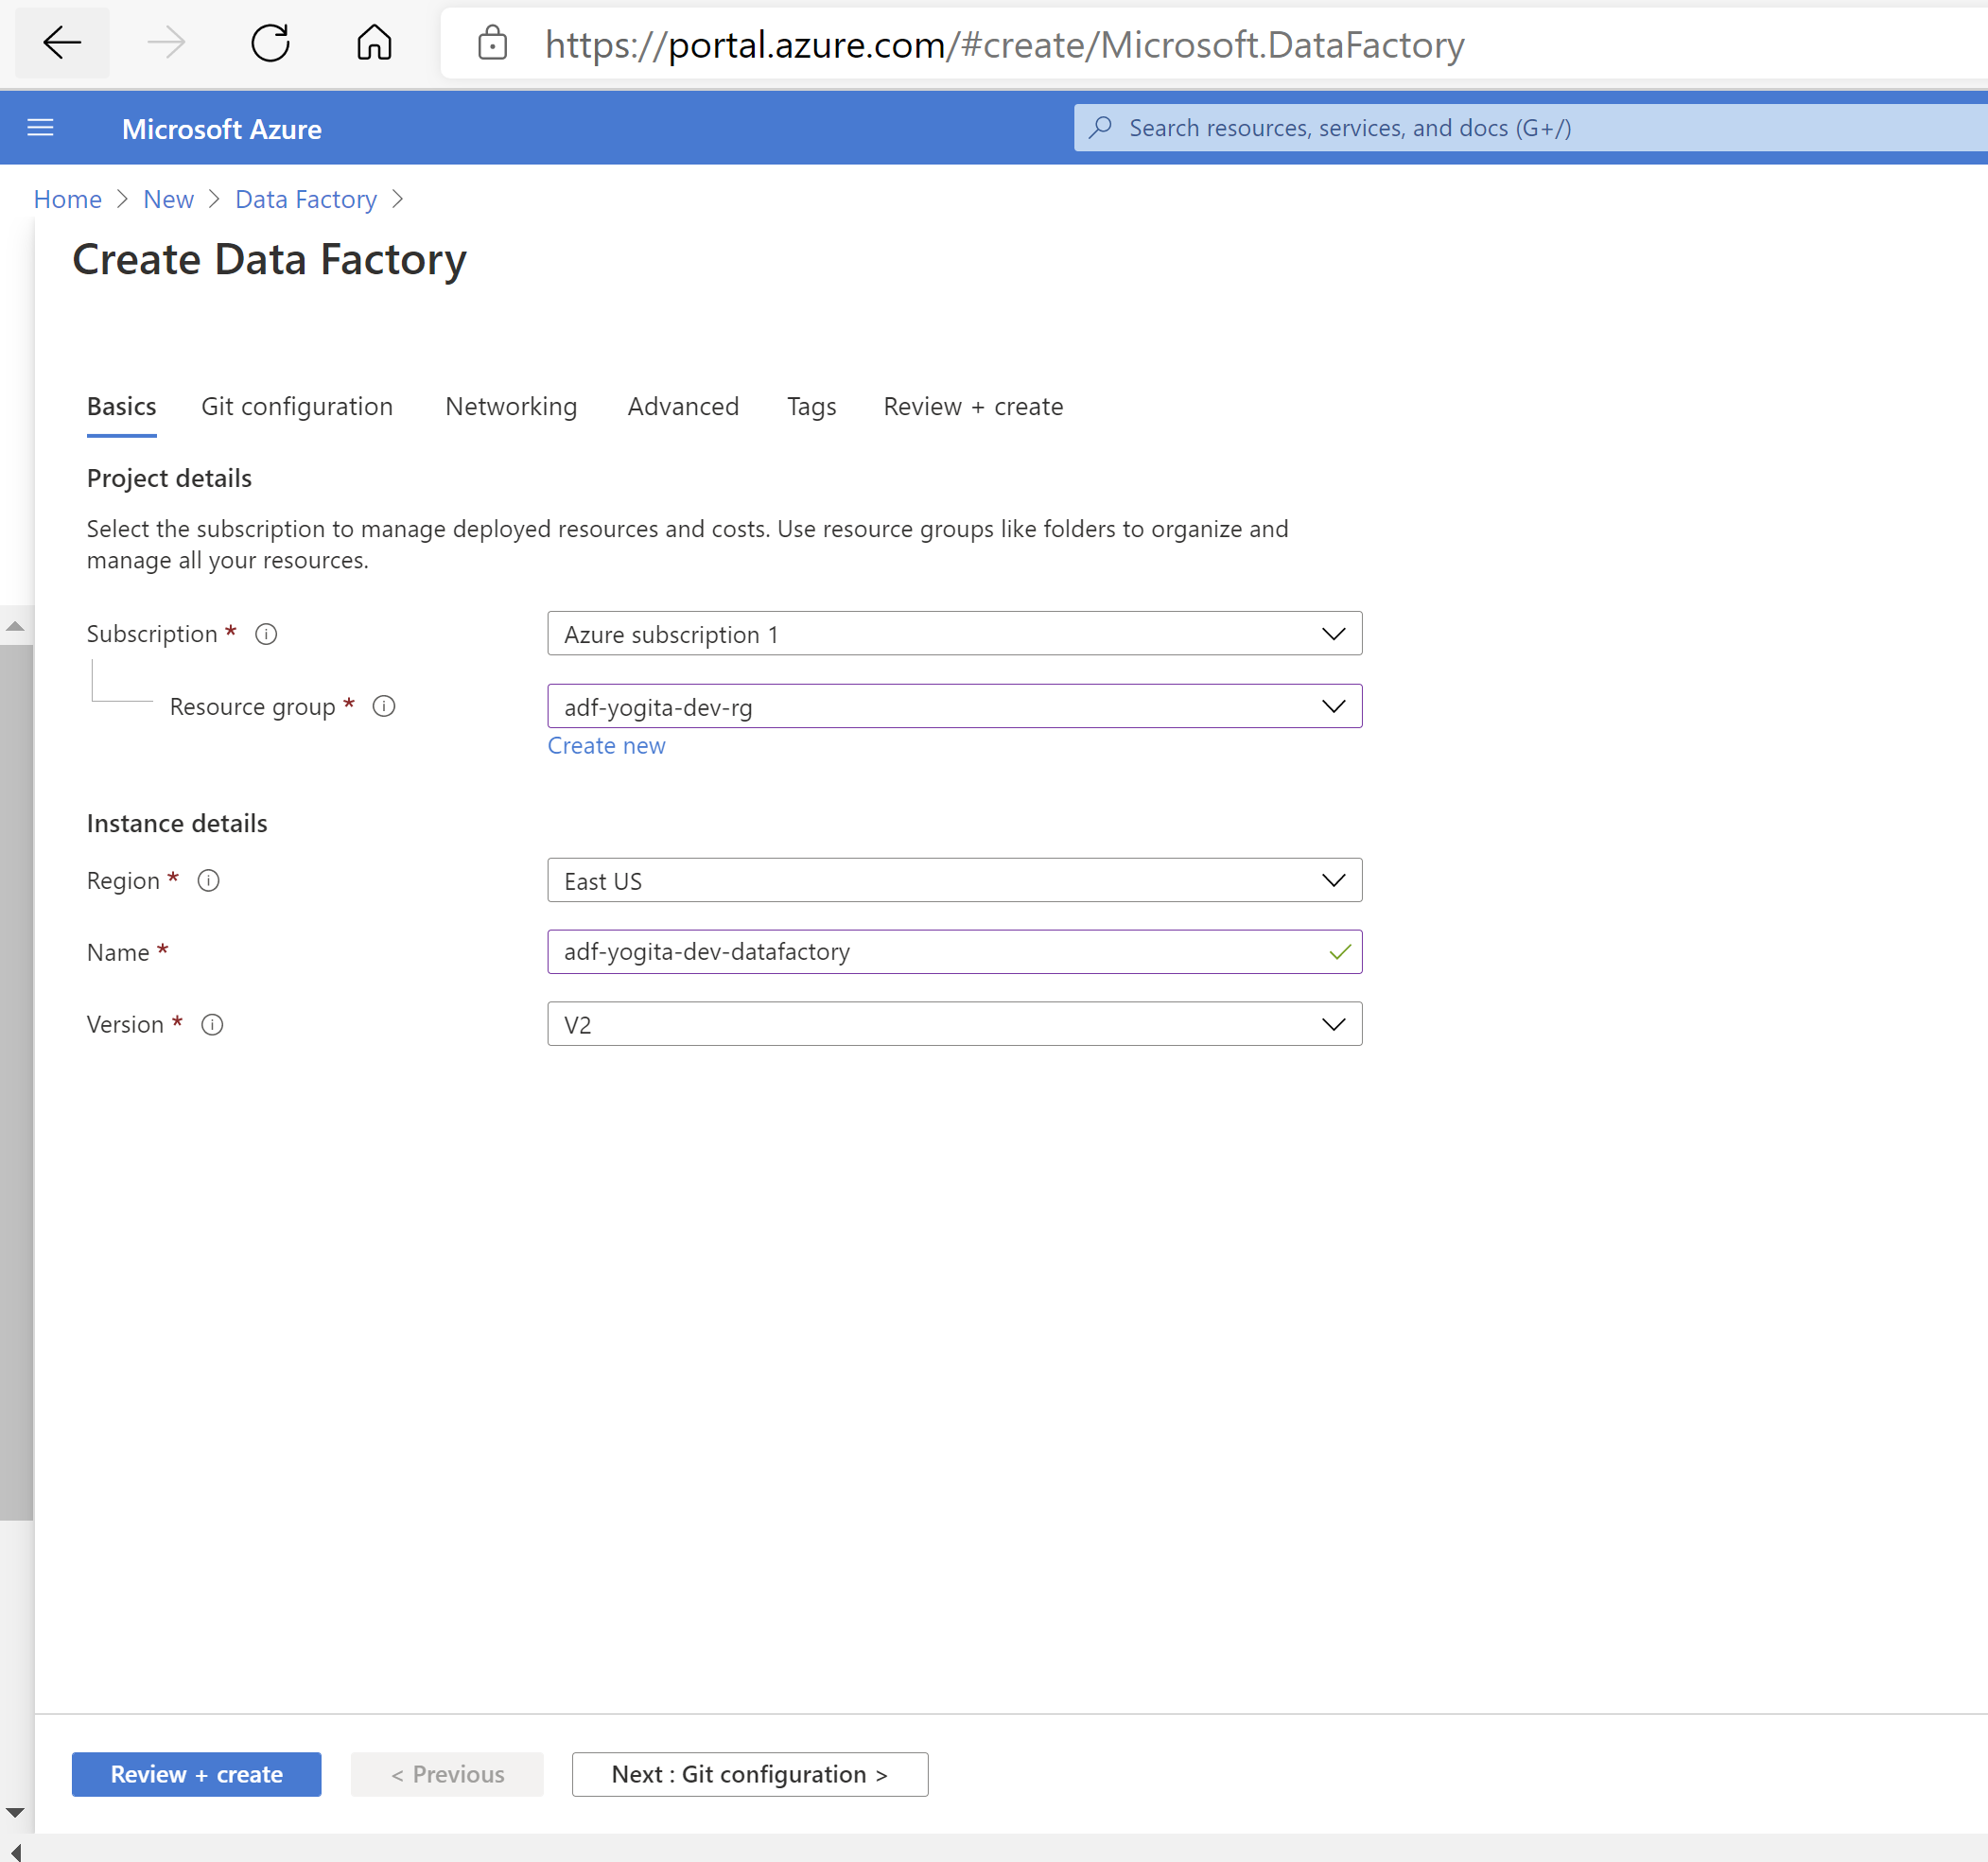 https://portal.azure.com/#create/Microsoft.DataFactory
Microsoft Azure
Search resources, services, and docs (G+/)
Home > New > Data Factory >
Create Data Factory
Basics Git configuration Networking Advanced Tags Review + create
Project details
Select the subscription to manage deployed resources and costs. Use resource groups like folders to organize and
manage all your resources.
Subscription *
Azure subscription 1
Resource group *
adf-yogita-dev-rg
Create new
Instance details
Region *
East US
Name *
adf-yogita-dev-datafactory
Version *
V2
Review + create
< Previous
Next : Git configuration >